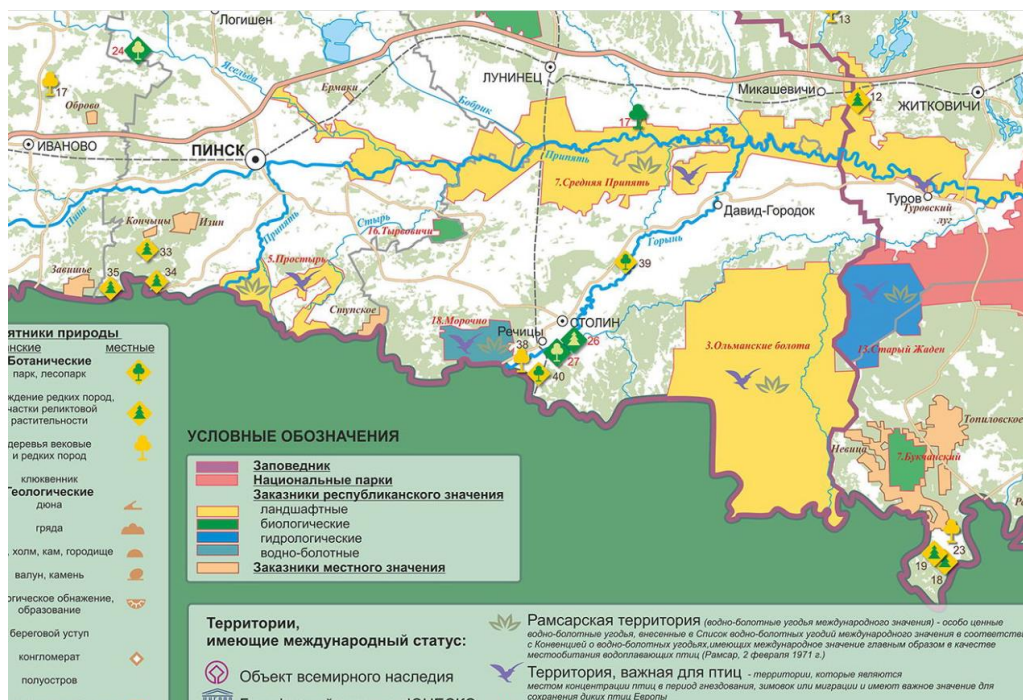 Логишен
13
24
Ясельда
ЛУНИНЕЦ
17
Оброво
Ермаки
Бобрик
Микашевичи
12
ЖИТКОВИЧИ
17
ИВАНОВО
ПИНСК
Припять
7.Средняя Припять
Туров
Туровский
луг
Пина
Кончыцы
Изин
Припять
Стырь
16.Тырвовичи
Давид-Городок
Горынь
33
Завишье
35
34
5.Простырь
39
Ступское
18.Морочно
Речицы
СТОЛИН
38
26
27
40
3.Ольманские болота
13.Старый Жаден
Топиловское
Невица
7.Букчанский
23
19
18
ятники природы
нские
местные
Ботанические
парк, лесопарк
ждение редких пород,
частки реликтовой
растительности
деревья вековые
и редких пород
клюквенник
Геологические
дюна
гряда
, холм, кам, городище
валун, камень
огическое обнажение,
образование
береговой уступ
конгломерат
полуостров
УСЛОВНЫЕ ОБОЗНАЧЕНИЯ
Заповедник
Национальные парки
Заказники республиканского значения
ландшафтные
биологические
гидрологические
водно-болотные
Заказники местного значения
Территории,
имеющие международный статус:
Объект всемирного наследия
Рамсарская территория (водно-болотные угодья международного значения) - особо ценные
водно-болотные угодья, внесенные в Список водно-болотных угодий международного значения в соответстви
с Конвенцией о водно-болотных угодьях,имеющих международное значение главным образом в качестве
местообитания водоплавающих птиц (Рамсар, 2 февраля 1971 г.)
Территория, важная для птиц - территории, которые являются
местом концентрации птиц в период гнездования, зимовок или миграции и имеют важное значение для
сохранения диких птиц Европы